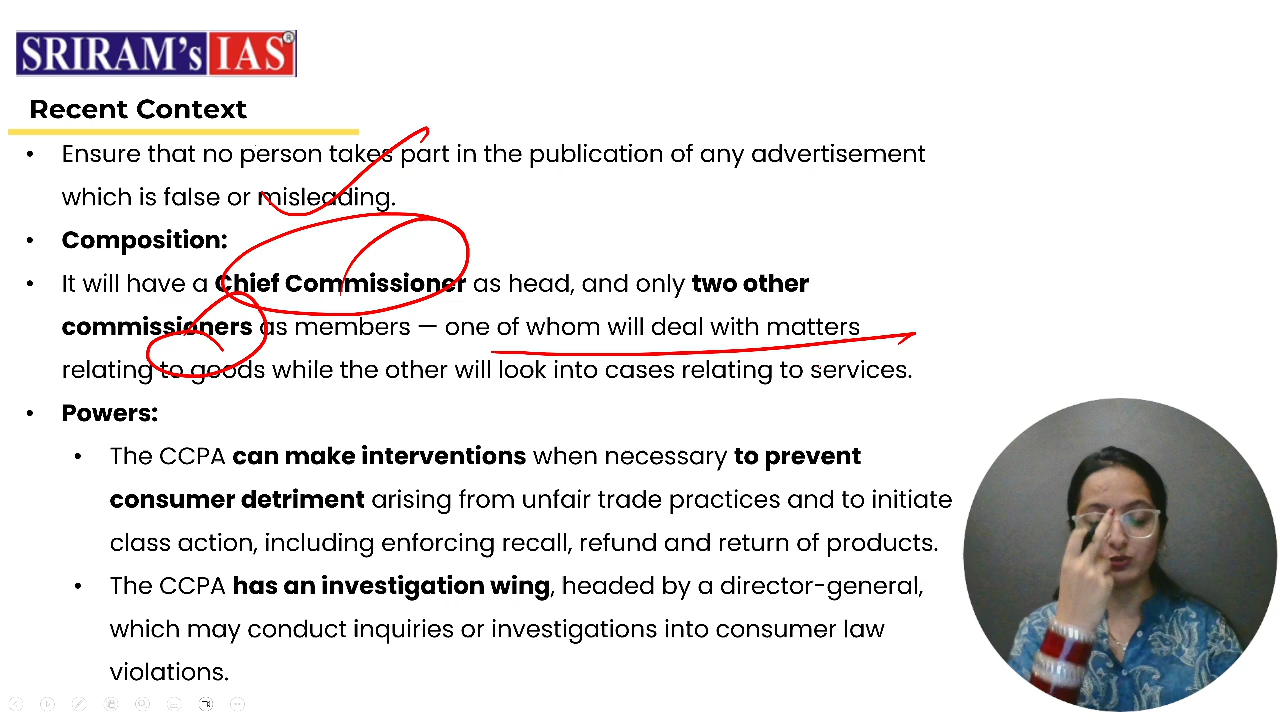 SRIRAM's IAS®
Recent Context
• Ensure that no person takes part in the publication of any advertisement
which is false or misleading.
• Composition:
• It will have a Chief Commissioner as head, and only two other
commissioners as members — one of whom will deal with matters
relating to goods while the other will look into cases relating to services.
• Powers:
• The CCPA can make interventions when necessary to prevent
consumer detriment arising from unfair trade practices and to initiate
class action, including enforcing recall, refund and return of products.
• The CCPA has an investigation wing, headed by a director-general,
which may conduct inquiries or investigations into consumer law
violations.